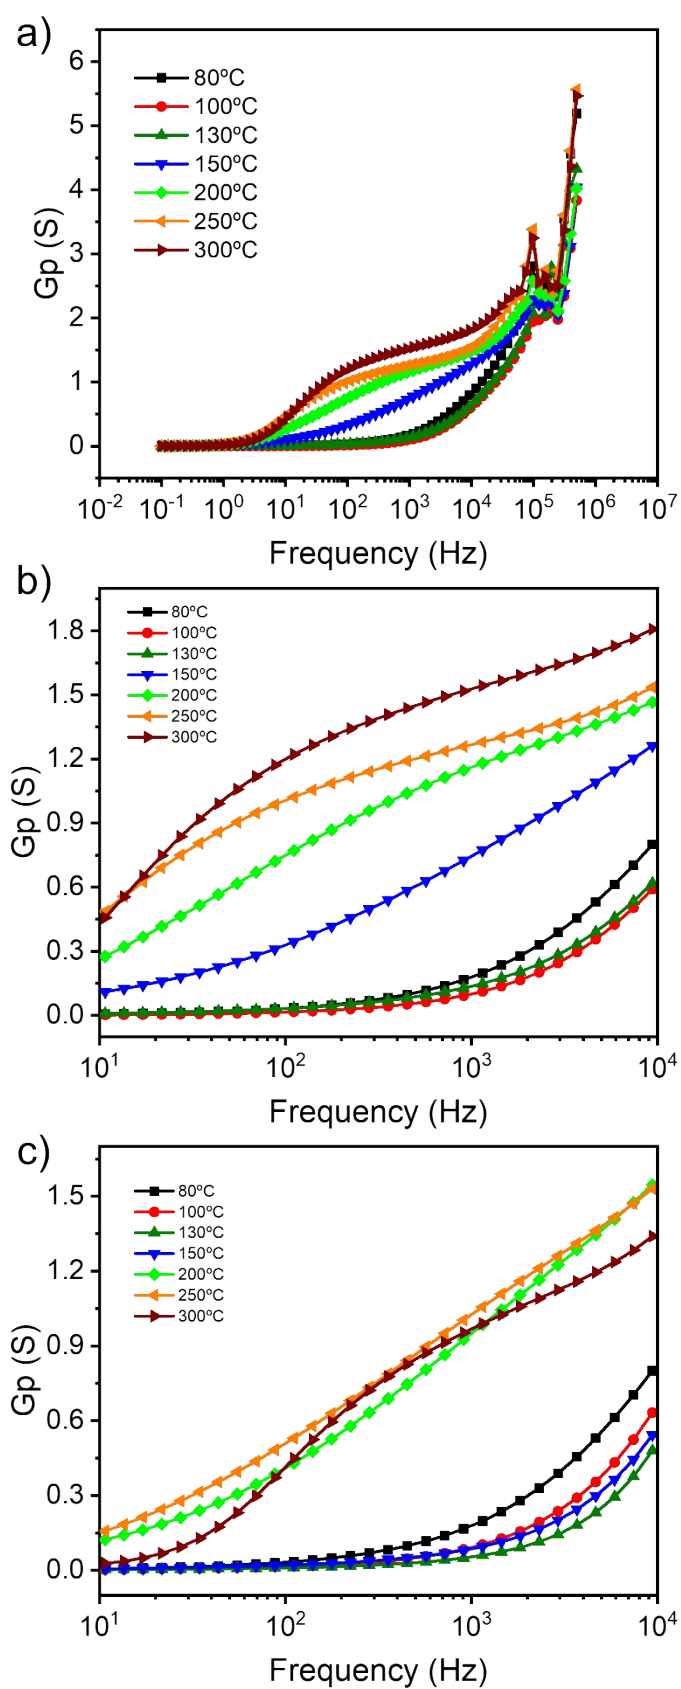 a)
6
5
4
3
2
1
0
Gp (S)
80ºC
100ºC
130ºC
150ºC
200ºC
250ºC
300ºC
10⁻² 10⁻¹ 10⁰ 10¹ 10² 10³ 10⁴ 10⁵ 10⁶ 10⁷
Frequency (Hz)
b)
1.8
1.5
1.2
0.9
0.6
0.3
0.0
Gp (S)
80ºC
100ºC
130ºC
150ºC
200ºC
250ºC
300ºC
10¹ 10² 10³ 10⁴
Frequency (Hz)
c)
1.5
1.2
0.9
0.6
0.3
0.0
Gp (S)
80ºC
100ºC
130ºC
150ºC
200ºC
250ºC
300ºC
10¹ 10² 10³ 10⁴
Frequency (Hz)